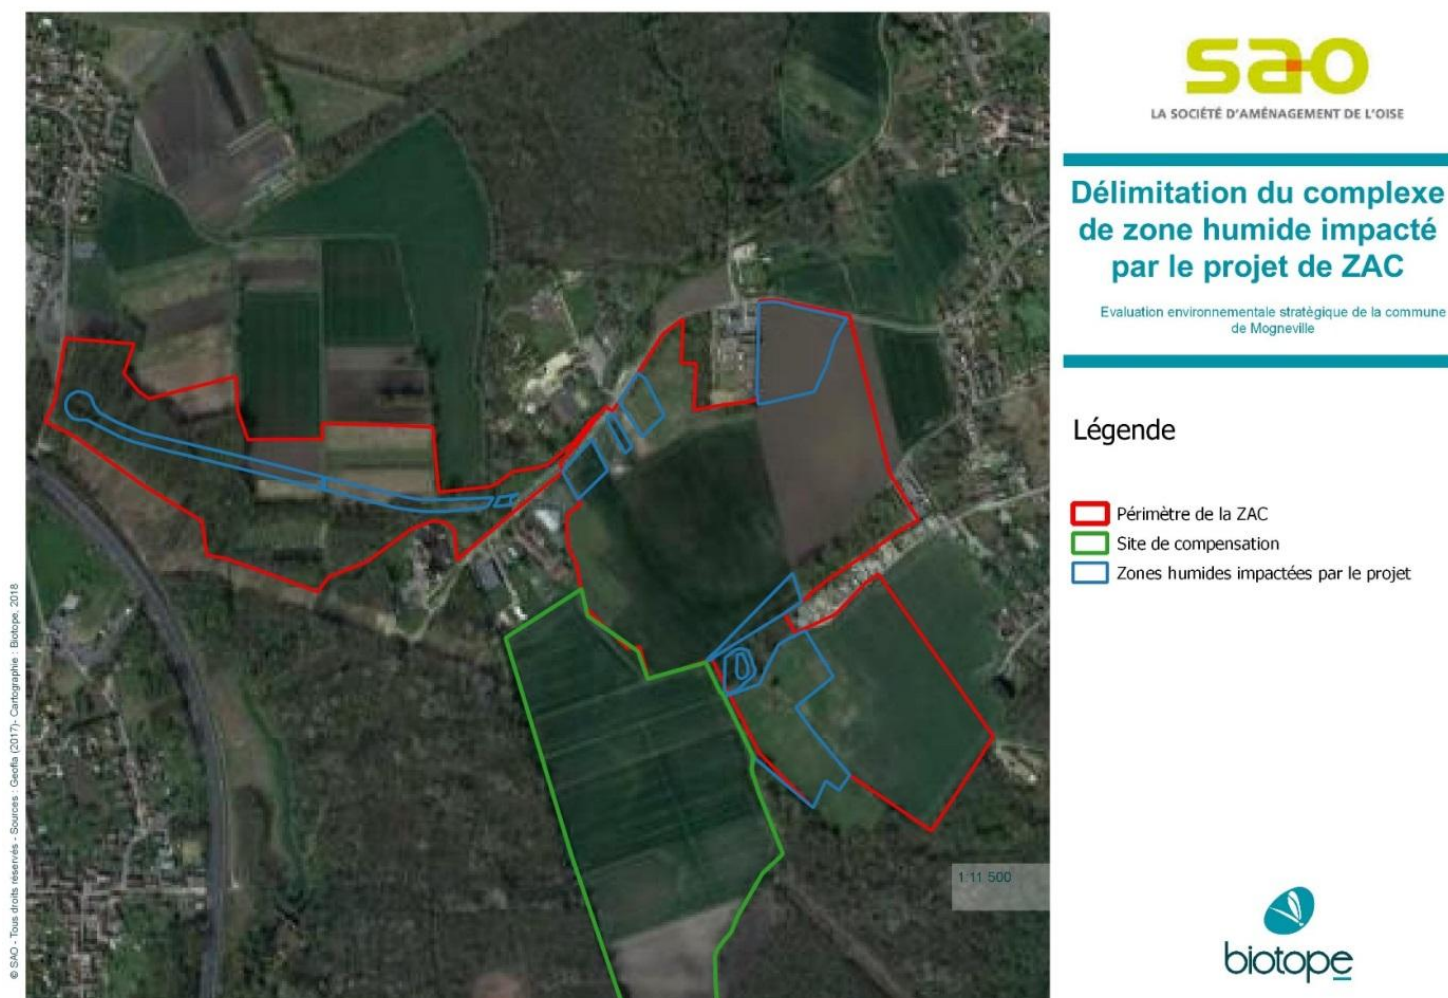 sao
LA SOCIÉTÉ D'AMÉNAGEMENT DE L'OISE
Délimitation du complexe
de zone humide impacté
par le projet de ZAC
Evaluation environnementale stratégique de la commune
de Mogneville
Légende
Périmètre de la ZAC
Site de compensation
Zones humides impactées par le projet
1:11 500
biotope
© SAO - Tous droits réservés - Sources : Geofla (2017)- Cartographie : Biotope, 2018